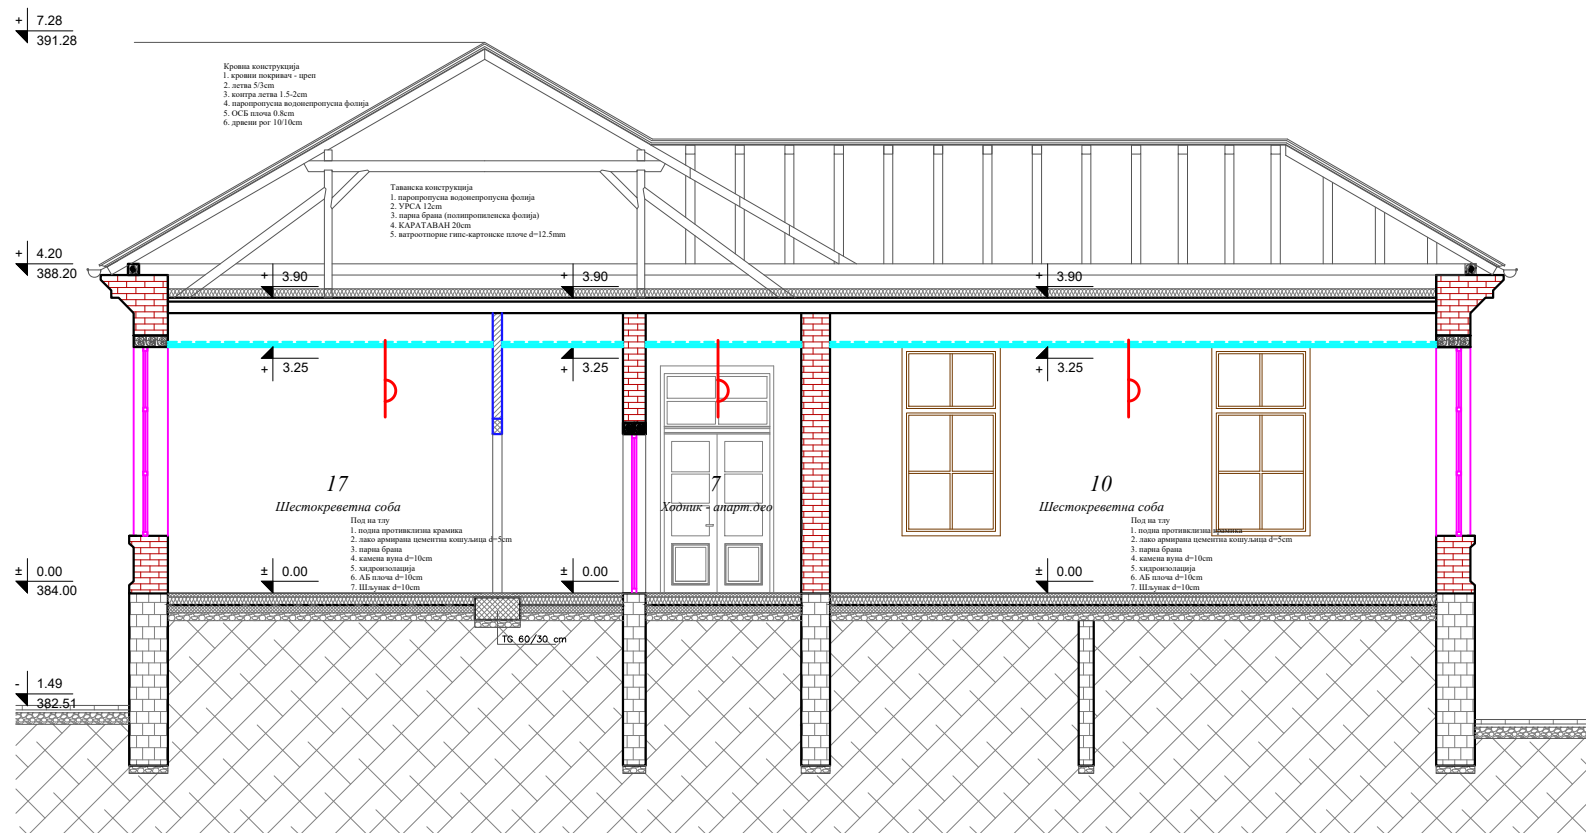 + 7.28
391.28
Кровна конструкција
1. кровни покривач - цреп
2. летва 5/3cm
3. контра летва 1.5-2cm
4. паропропусна водонепропусна фолија
5. ОСБ плоча 0.8cm
6. дрвени рог 10/10cm
Таванска конструкција
1. паропропусна водонепропусна фолија
2. УРСА 12cm
3. парна брана (полипропиленска фолија)
4. КАРАТАВАН 20cm
5. ватроотпорне гипс-картонске плоче d=12.5mm
+ 4.20
388.20
+ 3.90
+ 3.90
+ 3.90
+ 3.25
+ 3.25
+ 3.25
17
Шестокреветна соба
7
Ходник - апарт.део
10
Шестокреветна соба
Под на тлу
1. подна противклизна крамика
2. лако армирана цементна кошуљица d=5cm
3. парна брана
4. камена вуна d=10cm
5. хидроизолација
6. АБ плоча d=10cm
7. Шљунак d=10cm
Под на тлу
1. подна противклизна крамика
2. лако армирана цементна кошуљица d=5cm
3. парна брана
4. камена вуна d=10cm
5. хидроизолација
6. АБ плоча d=10cm
7. Шљунак d=10cm
± 0.00
384.00
± 0.00
± 0.00
± 0.00
TG 60/30 cm
- 1.49
382.51